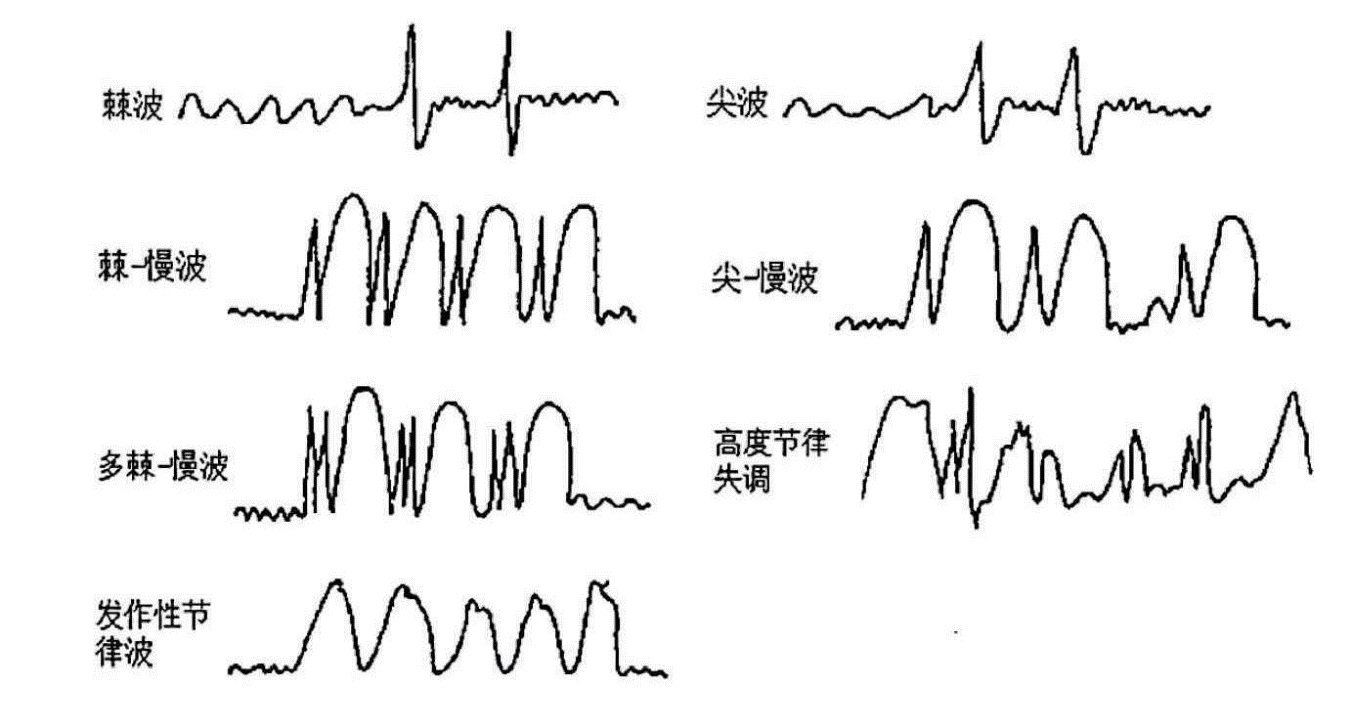 棘波
尖波
棘-慢波
尖-慢波
多棘-慢波
高度节律
失调
发作性节
律波